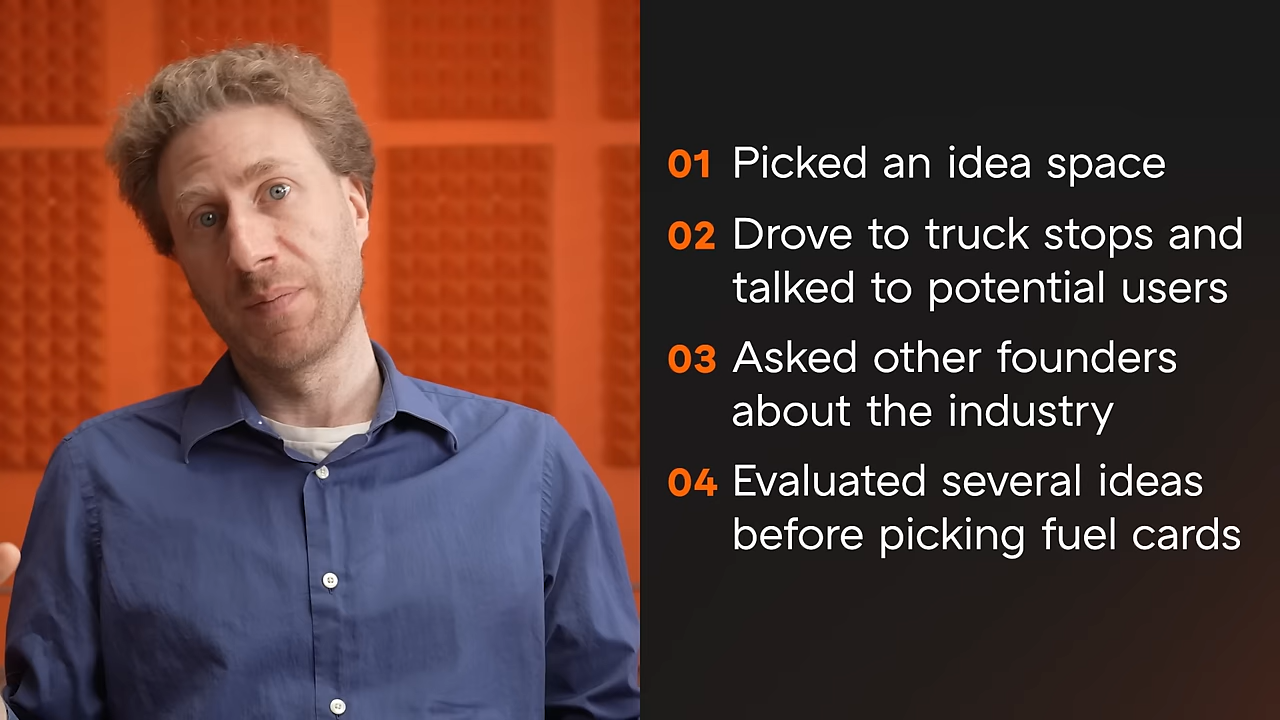 01 Picked an idea space
02 Drove to truck stops and
talked to potential users
03 Asked other founders
about the industry
04 Evaluated several ideas
before picking fuel cards